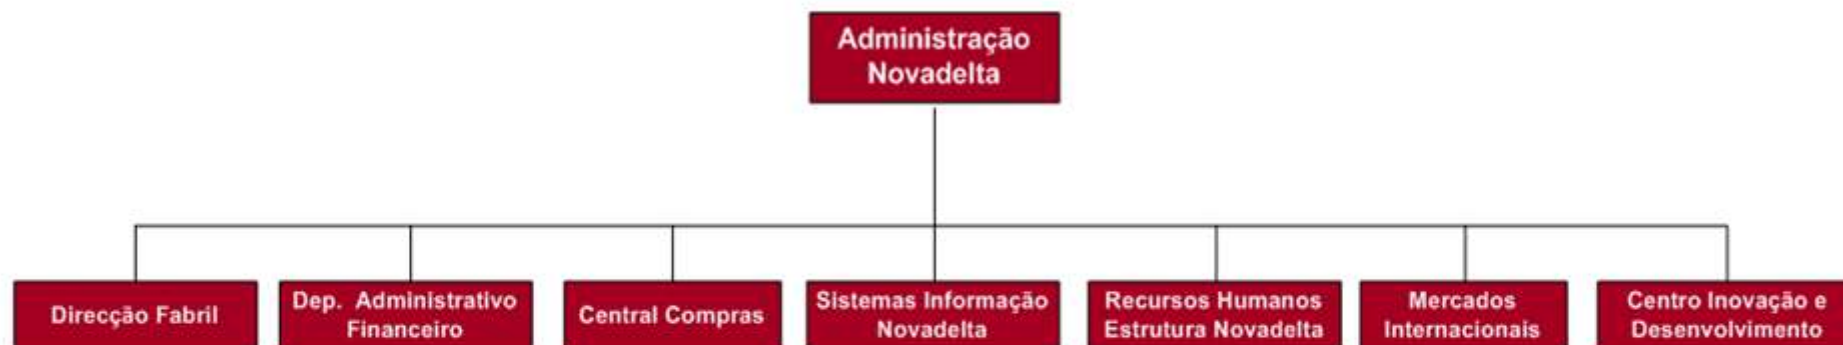 Administração
Novadelta
Direcção Fabril
Dep. Administrativo
Financeiro
Central Compras
Sistemas Informação
Novadelta
Recursos Humanos
Estrutura Novadelta
Mercados
Internacionais
Centro Inovação e
Desenvolvimento